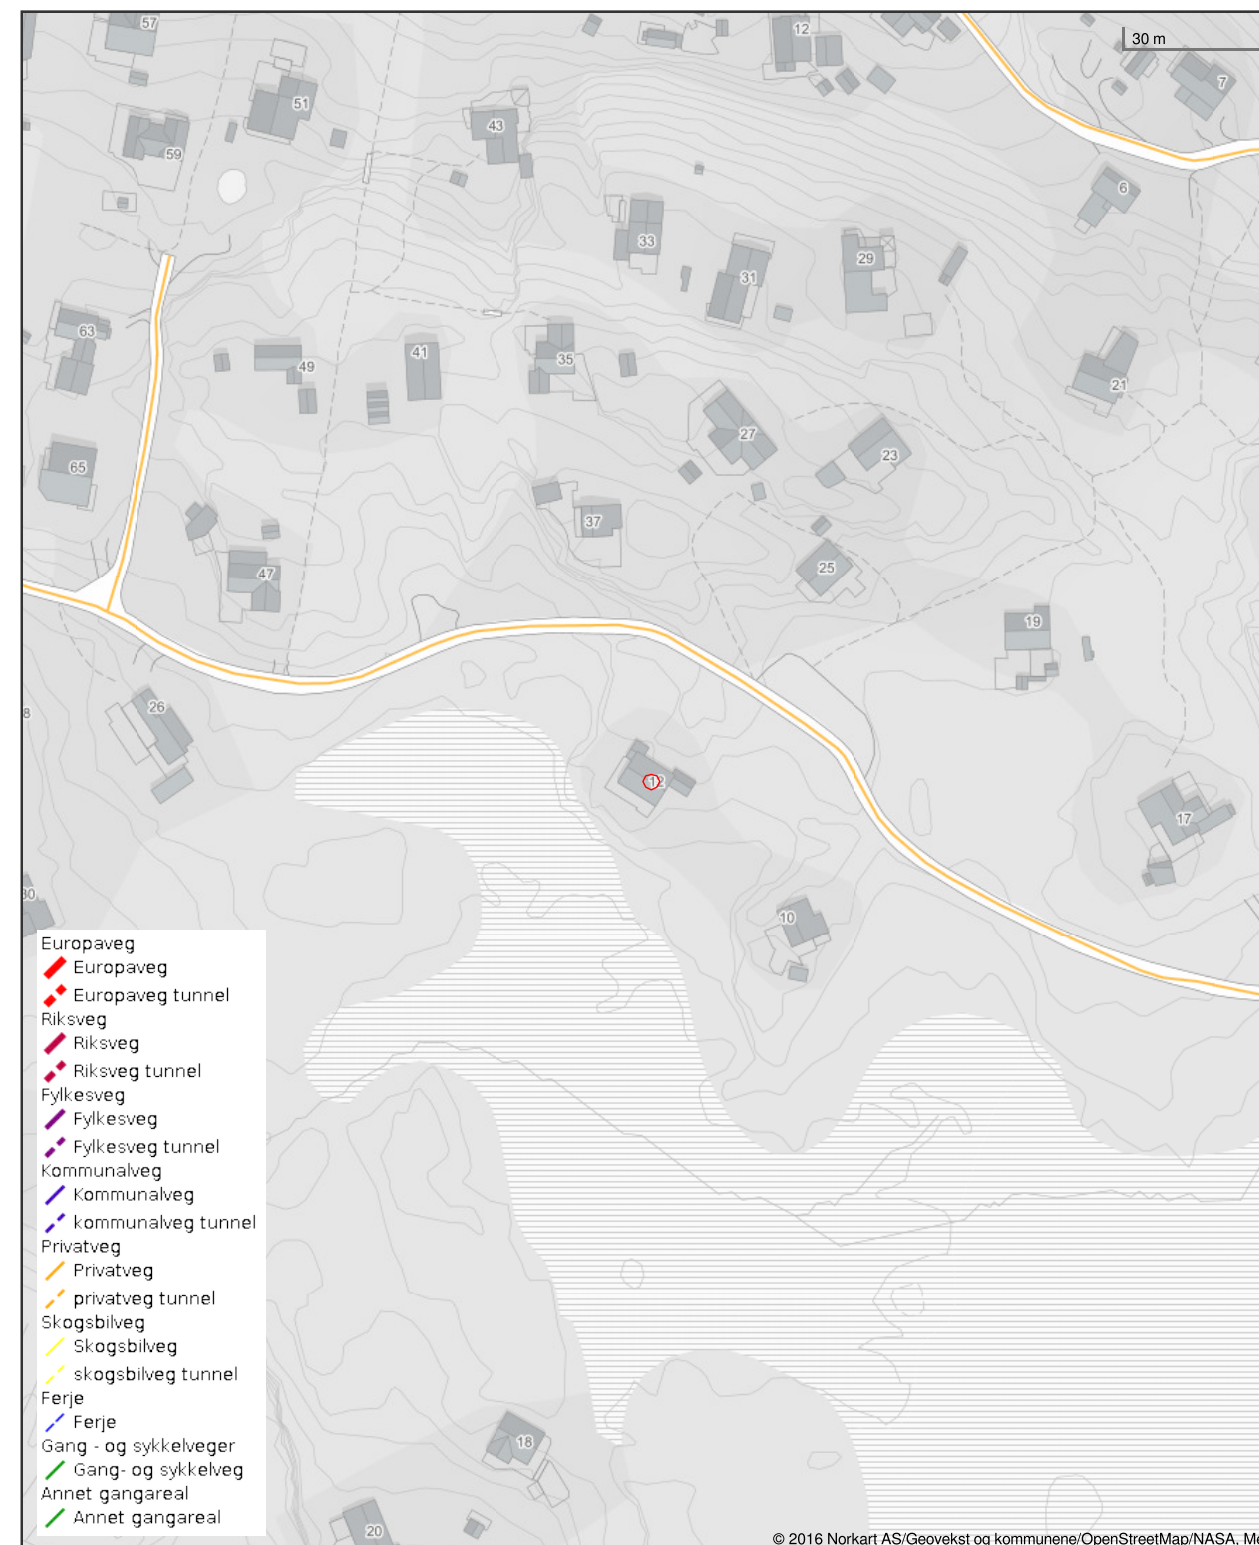 57
12
30 m
51
7
43
59
6
33
29
31
63
41
35
49
21
27
23
65
37
25
47
19
26
8
12
17
30
10
Europaveg
Europaveg
Europaveg tunnel
Riksveg
Riksveg
Riksveg tunnel
Fylkesveg
Fylkesveg
Fylkesveg tunnel
Kommunalveg
Kommunalveg
kommunalveg tunnel
Privatveg
Privatveg
privatveg tunnel
Skogsbilveg
Skogsbilveg
skogsbilveg tunnel
Ferje
Ferje
Gang - og sykkelveger
Gang- og sykkelveg
Annet gangareal
Annet gangareal
18
20
© 2016 Norkart AS/Geovekst og kommunene/OpenStreetMap/NASA,